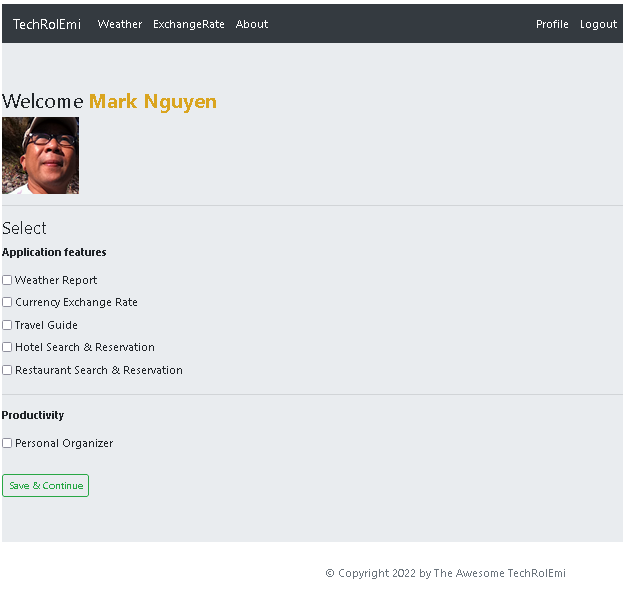 TechRolEmi Weather ExchangeRate About Profile Logout
Welcome Mark Nguyen
Select
Application features
Weather Report
Currency Exchange Rate
Travel Guide
Hotel Search & Reservation
Restaurant Search & Reservation
Productivity
Personal Organizer
Save & Continue
© Copyright 2022 by The Awesome TechRolEmi